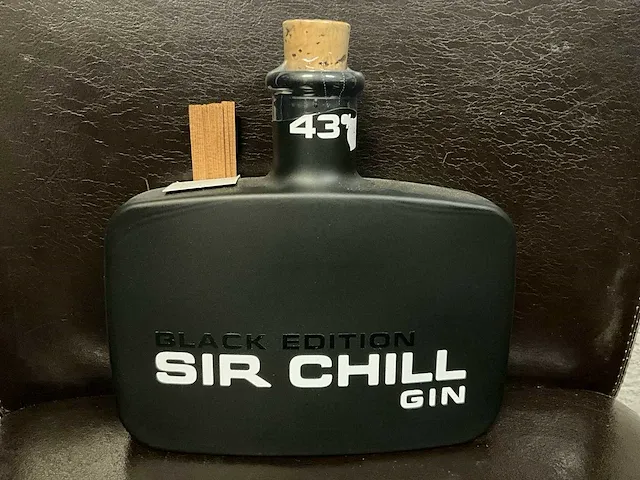 43°
BLACK EDITION
SIR CHILL
GIN